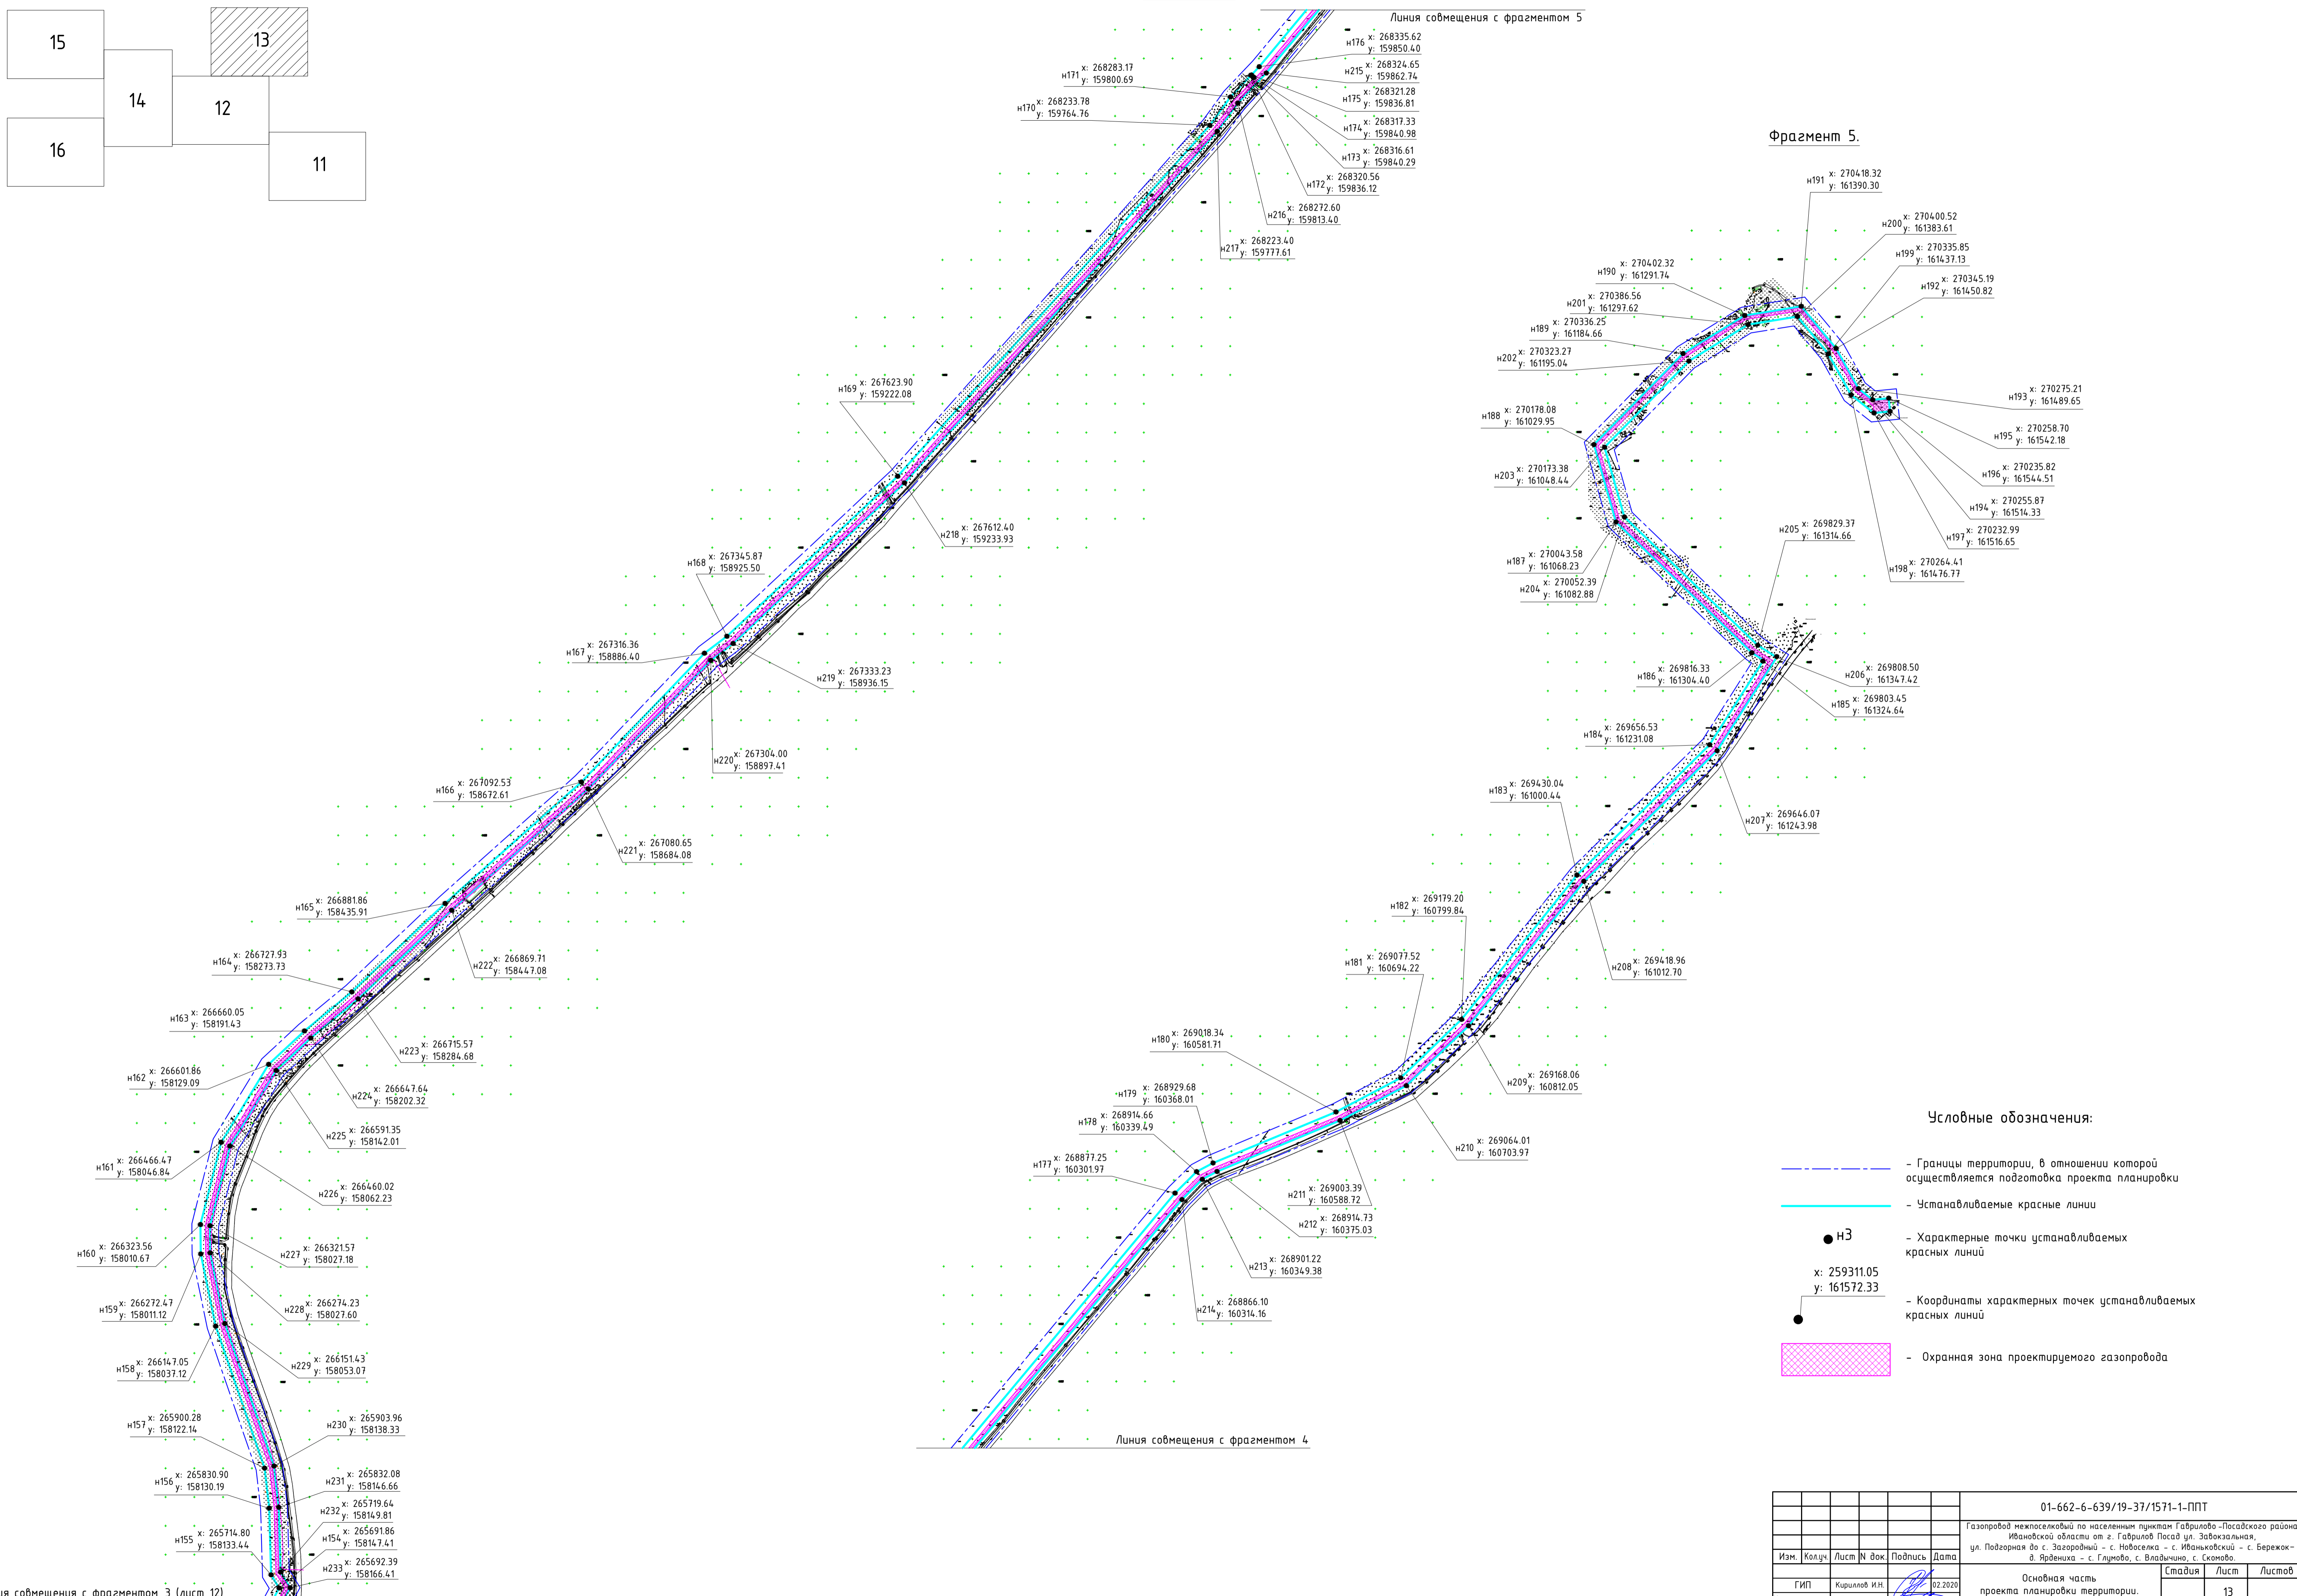 15
13
14
12
16
11
Линия совмещения с фрагментом 5
н176 x: 268335.62
y: 159850.40
н215 x: 268324.65
y: 159862.74
н175 x: 268321.28
y: 159836.81
н174 x: 268317.33
y: 159840.98
н173 x: 268316.61
y: 159840.29
н172 x: 268320.56
y: 159836.12
н216 x: 268272.60
y: 159813.40
н217 x: 268223.40
y: 159777.61
н171 x: 268283.17
y: 159800.69
н170 x: 268233.78
y: 159764.76
н169 x: 267623.90
y: 159222.08
н218 x: 267612.40
y: 159233.93
н168 x: 267345.87
y: 158925.50
н167 x: 267316.36
y: 158886.40
н219 x: 267333.23
y: 158936.15
н220 x: 267304.00
y: 158897.41
н166 x: 267092.53
y: 158672.61
н221 x: 267080.65
y: 158684.08
н165 x: 266881.86
y: 158435.91
н222 x: 266869.71
y: 158447.08
н164 x: 266727.93
y: 158273.73
н163 x: 266660.05
y: 158191.43
н223 x: 266715.57
y: 158284.68
н162 x: 266601.86
y: 158129.09
н224 x: 266647.64
y: 158202.32
н225 x: 266591.35
y: 158142.01
н161 x: 266466.47
y: 158046.84
н226 x: 266460.02
y: 158062.23
н160 x: 266323.56
y: 158010.67
н227 x: 266321.57
y: 158027.18
н159 x: 266272.47
y: 158011.12
н228 x: 266274.23
y: 158027.60
н158 x: 266147.05
y: 158037.12
н229 x: 266151.43
y: 158053.07
н157 x: 265900.28
y: 158122.14
н230 x: 265903.96
y: 158138.33
н156 x: 265830.90
y: 158130.19
н231 x: 265832.08
y: 158146.66
н232 x: 265719.64
y: 158149.81
н155 x: 265714.80
y: 158133.44
н154 x: 265691.86
y: 158147.41
н233 x: 265692.39
y: 158166.41
ия совмещения с фрагментом 3 (лист 12)
Фрагмент 5.
н191 x: 270418.32
y: 161390.30
н200 x: 270400.52
y: 161383.61
н199 x: 270335.85
y: 161437.13
н192 x: 270345.19
y: 161450.82
н190 x: 270402.32
y: 161291.74
н201 x: 270386.56
y: 161297.62
н189 x: 270336.25
y: 161184.66
н202 x: 270323.27
y: 161195.04
н193 x: 270275.21
y: 161489.65
н195 x: 270258.70
y: 161542.18
н196 x: 270235.82
y: 161544.51
н194 x: 270255.87
y: 161514.33
н197 x: 270232.99
y: 161516.65
н198 x: 270264.41
y: 161476.77
н188 x: 270178.08
y: 161029.95
н203 x: 270173.38
y: 161048.44
н205 x: 269829.37
y: 161314.66
н187 x: 270043.58
y: 161068.23
н204 x: 270052.39
y: 161082.88
н186 x: 269816.33
y: 161304.40
н206 x: 269808.50
y: 161347.42
н185 x: 269803.45
y: 161324.64
н184 x: 269656.53
y: 161231.08
н183 x: 269430.04
y: 161000.44
н207 x: 269646.07
y: 161243.98
н182 x: 269179.20
y: 160799.84
н181 x: 269077.52
y: 160694.22
н208 x: 269418.96
y: 161012.70
н180 x: 269018.34
y: 160581.71
н209 x: 269168.06
y: 160812.05
н179 x: 268929.68
y: 160368.01
н178 x: 268914.66
y: 160339.49
н210 x: 269064.01
y: 160703.97
н177 x: 268877.25
y: 160301.97
н211 x: 269003.39
y: 160588.72
н212 x: 268914.73
y: 160375.03
н213 x: 268901.22
y: 160349.38
н214 x: 268866.10
y: 160314.16
Линия совмещения с фрагментом 4
Условные обозначения:
– Границы территории, в отношении которой
осуществляется подготовка проекта планировки
– Устанавливаемые красные линии
н3
– Характерные точки устанавливаемых
красных линий
x: 259311.05
y: 161572.33
– Координаты характерных точек устанавливаемых
красных линий
– Охранная зона проектируемого газопровода
01-662-6-639/19-37/1571-1-ППТ
Газопровод межпоселковый по населенным пунктам Гаврилово-Посадского района
Ивановской области от г. Гаврилов Посад ул. Завокзальная,
ул. Подгорная до с. Загородный – с. Новоселка – с. Иваньковский – с. Бережок–
д. Ярдениха – с. Глумово, с. Владычино, с. Скомово.
Изм. Кол.уч. Лист N док. Подпись Дата
ГИП Кириллов И.Н. 02.2020
Основная часть
проекта планировки территории.
Стадия Лист Листов
13